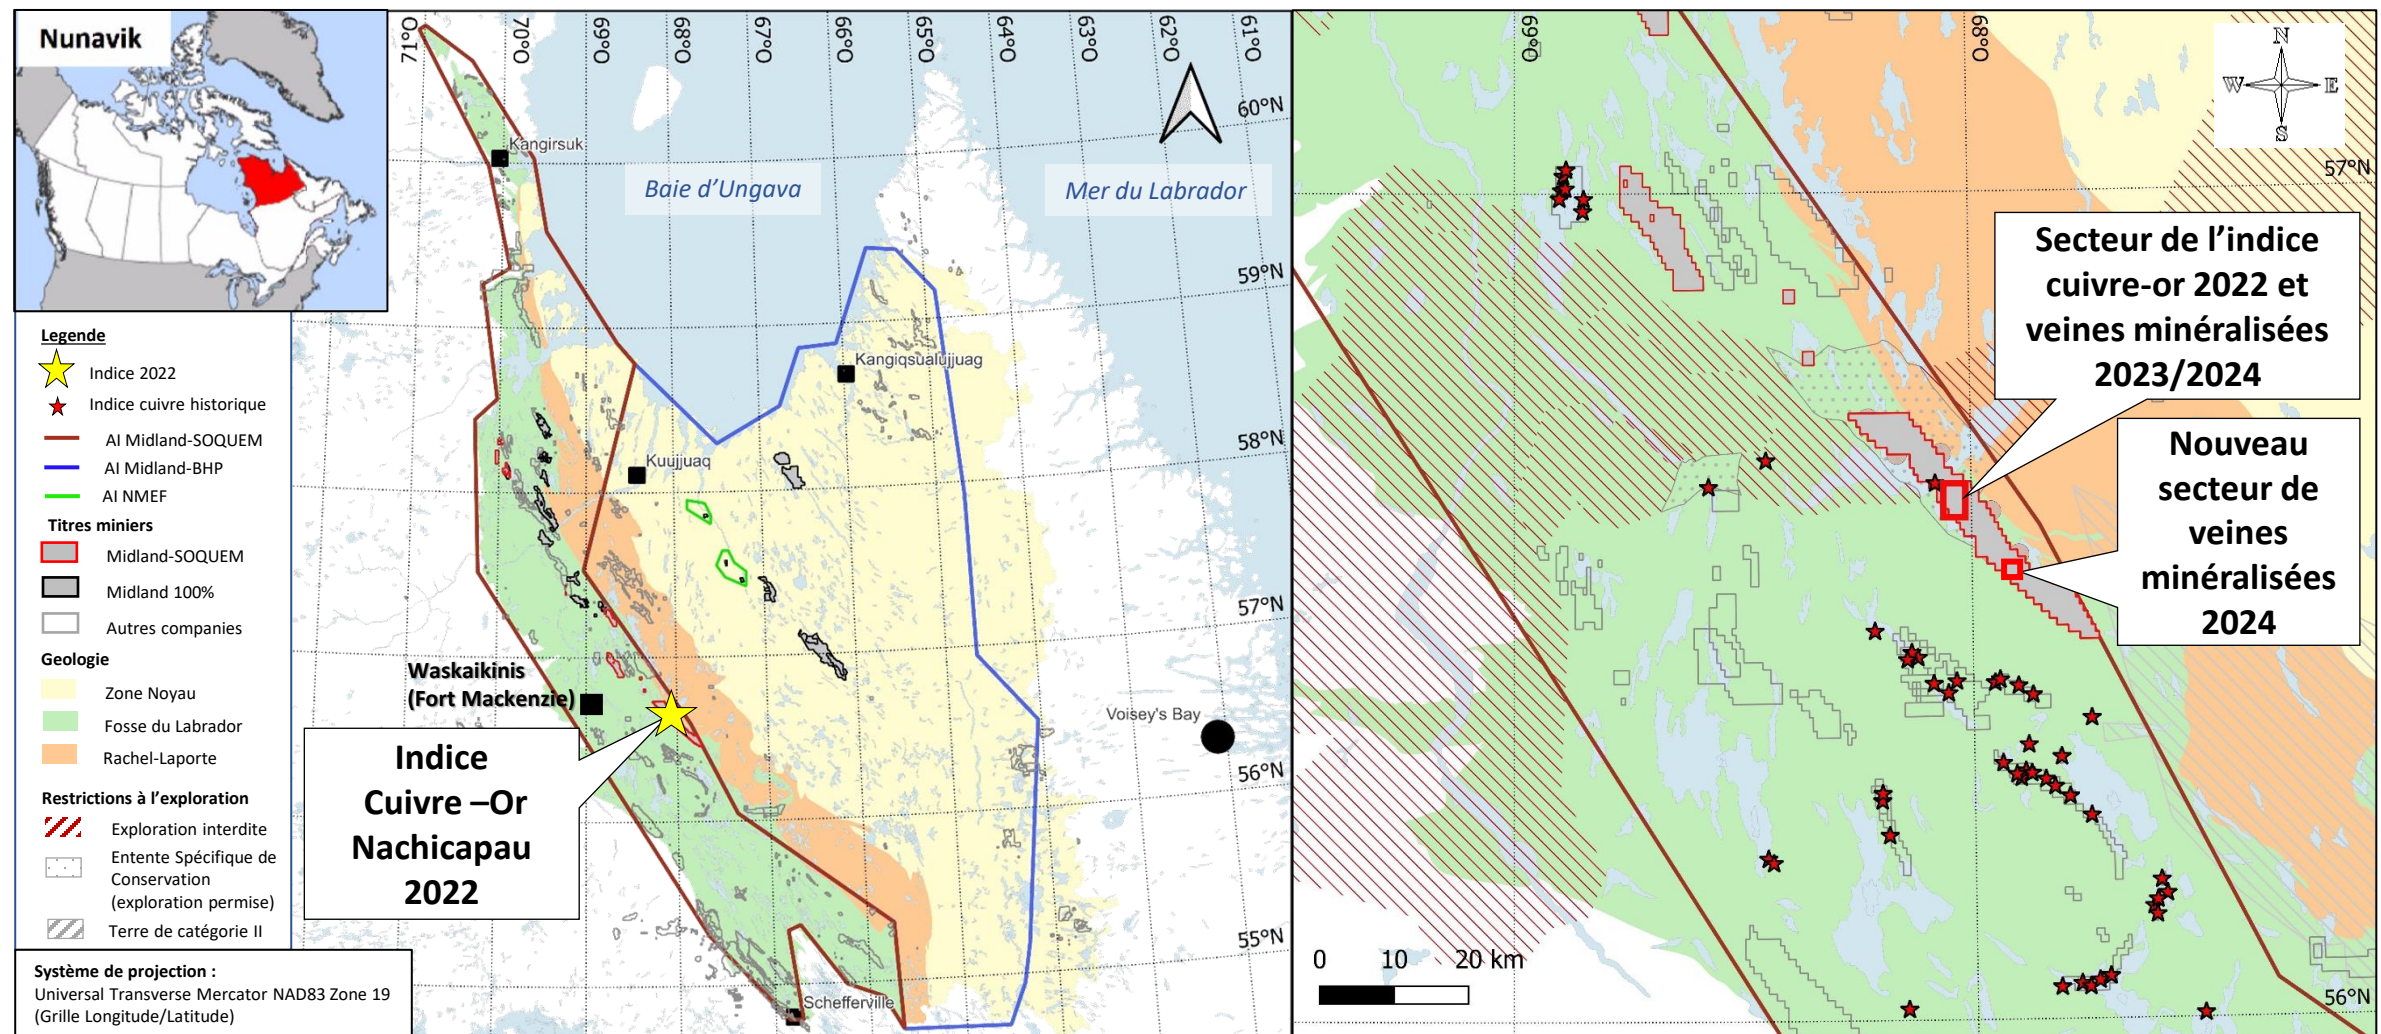 Nunavik
Legende
Indice 2022
Indice cuivre historique
AI Midland-SOQUEM
AI Midland-BHP
AI NMEF
Titres miniers
Midland-SOQUEM
Midland 100%
Autres companies
Geologie
Zone Noyau
Fosse du Labrador
Rachel-Laporte
Restrictions à l'exploration
Exploration interdite
Entente Spécifique de
Conservation
(exploration permise)
Terre de catégorie II
Système de projection :
Universal Transverse Mercator NAD83 Zone 19
(Grille Longitude/Latitude)
71°O
70°O
69°O
68°O
67°O
66°O
65°O
64°O
63°O
62°O
61°O
60°N
59°N
58°N
57°N
56°N
55°N
Kangirsuk
Baie d'Ungava
Mer du Labrador
Kangiqsualujjuag
Kuujjuaq
Waskaikinis
(Fort Mackenzie)
Voisey's Bay
Indice
Cuivre –Or
Nachicapau
2022
Schefferville
69°O
68°O
N
W
E
S
57°N
Secteur de l'indice
cuivre-or 2022 et
veines minéralisées
2023/2024
Nouveau
secteur de
veines
minéralisées
2024
0 10 20 km
56°N